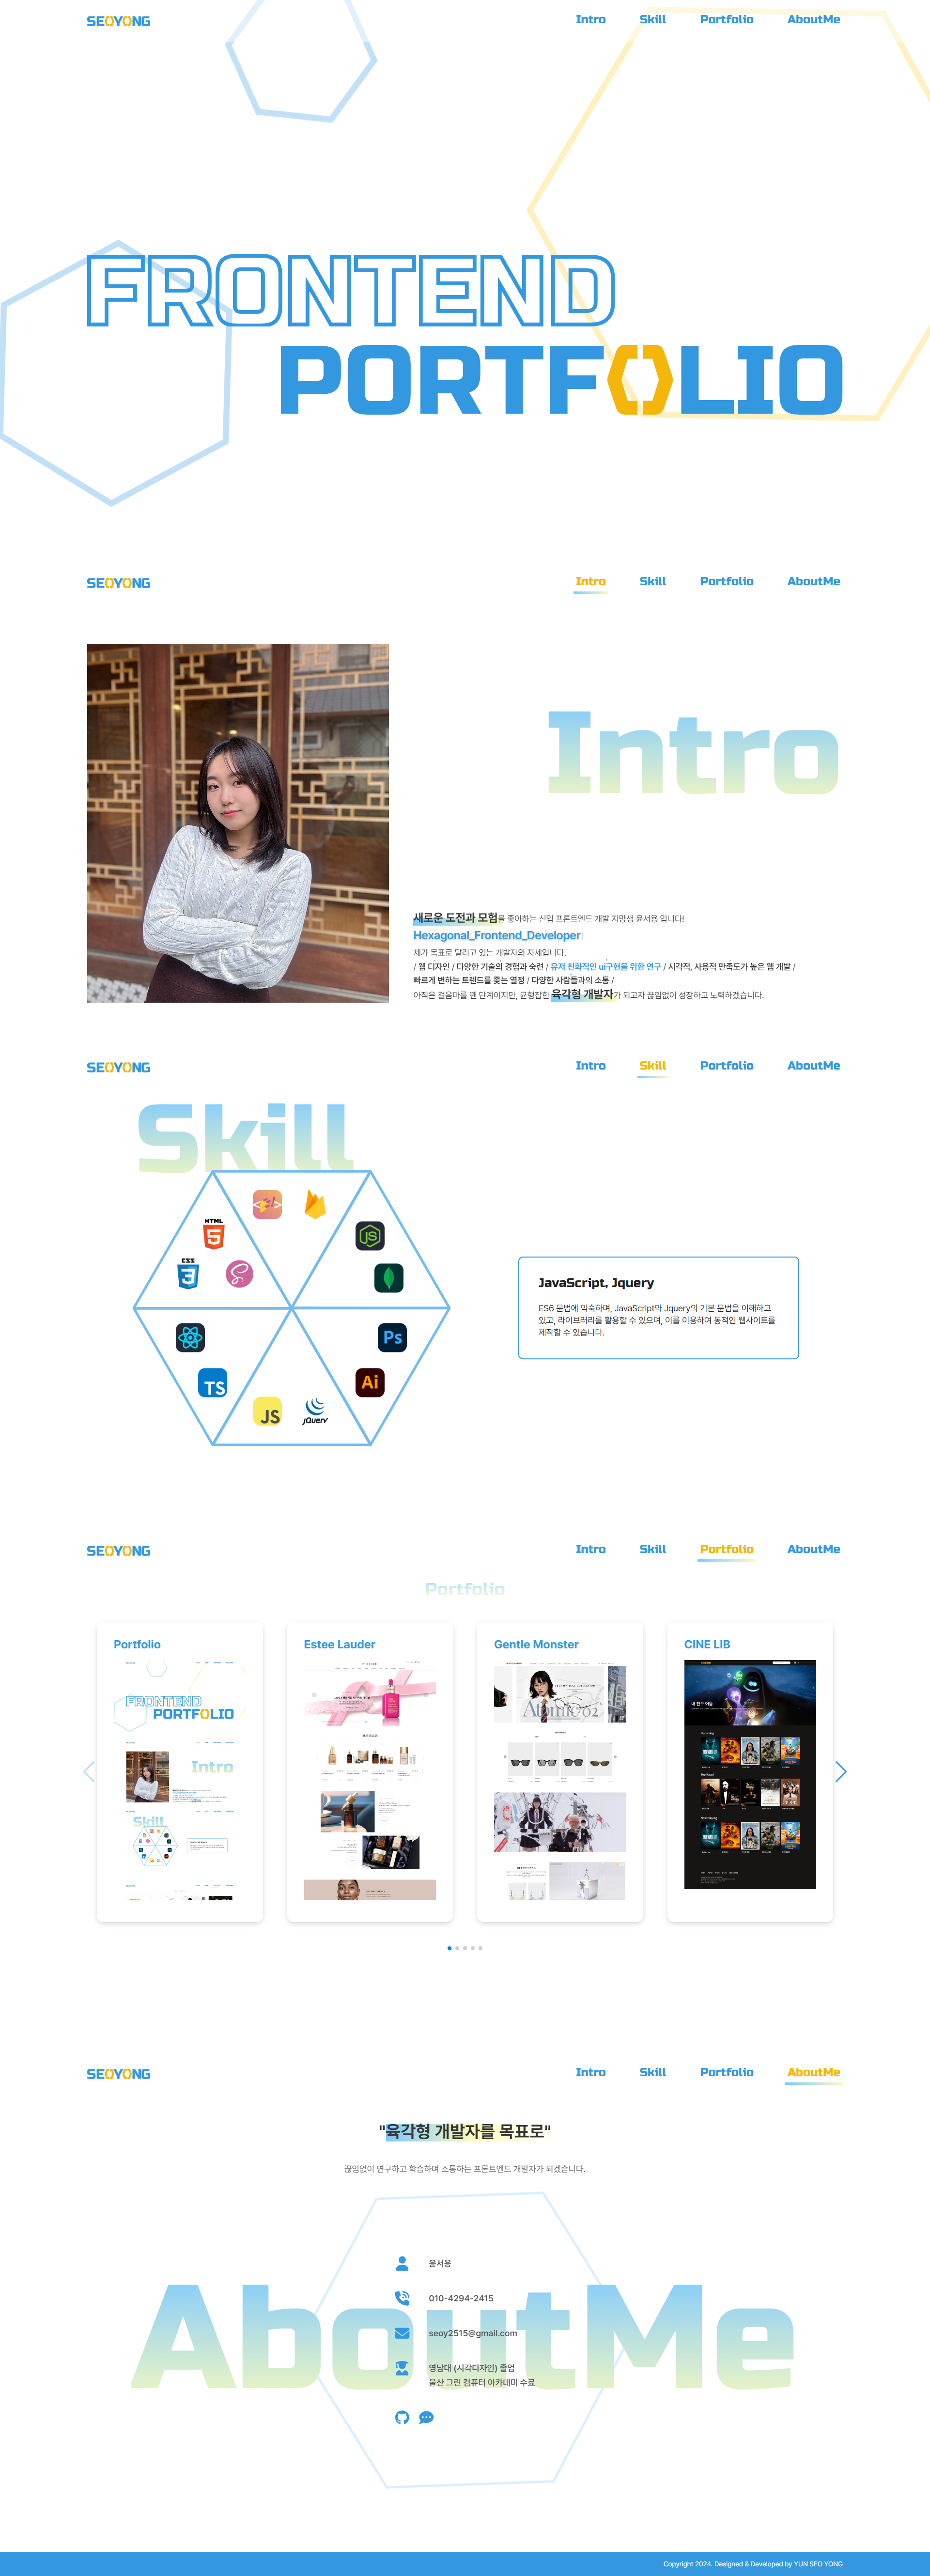 SEOYONG
Intro Skill Portfolio AboutMe
FRONTEND
PORTFOLIO
SEOYONG
Intro Skill Portfolio AboutMe
Intro
새로운 도전과 모험을 좋아하는 신입 프론트엔드 개발 지망생 윤서용 입니다!
Hexagonal_Frontend_Developer
제가 목표로 달리고 있는 개발자의 자세입니다.
/ 웹 디자인 / 다양한 기술의 경험과 숙련 / 유저 친화적인 ui구현을 위한 연구 / 시각적, 사용적 만족도가 높은 웹 개발 /
빠르게 변하는 트렌드를 좇는 열정 / 다양한 사람들과의 소통 /
아직은 걸음마를 뗀 단계이지만, 균형잡힌 육각형 개발자가 되고자 끊임없이 성장하고 노력하겠습니다.
SEOYONG
Intro Skill Portfolio AboutMe
Skill
HTML
5
CSS
3
JS
Ps
TS
Ai
JS
jQuery
JavaScript, Jquery
ES6 문법에 익숙하며, JavaScript와 Jquery의 기본 문법을 이해하고
있고, 라이브러리를 활용할 수 있으며, 이를 이용하여 동적인 웹사이트를
제작할 수 있습니다.
SEOYONG
Intro Skill Portfolio AboutMe
Portfolio
Portfolio
FRONTEND
PORTFOLIO
Intro
Skill
Estee Lauder
Gentle Monster
CINE LIB
SEOYONG
Intro Skill Portfolio AboutMe
"육각형 개발자를 목표로"
끊임없이 연구하고 학습하며 소통하는 프론트엔드 개발자가 되겠습니다.
AboutMe
윤서용
010-4294-2415
seoy2515@gmail.com
영남대 (시각디자인) 졸업
울산 그린 컴퓨터 아카데미 수료
Copyright 2024. Designed & Developed by YUN SEO YONG